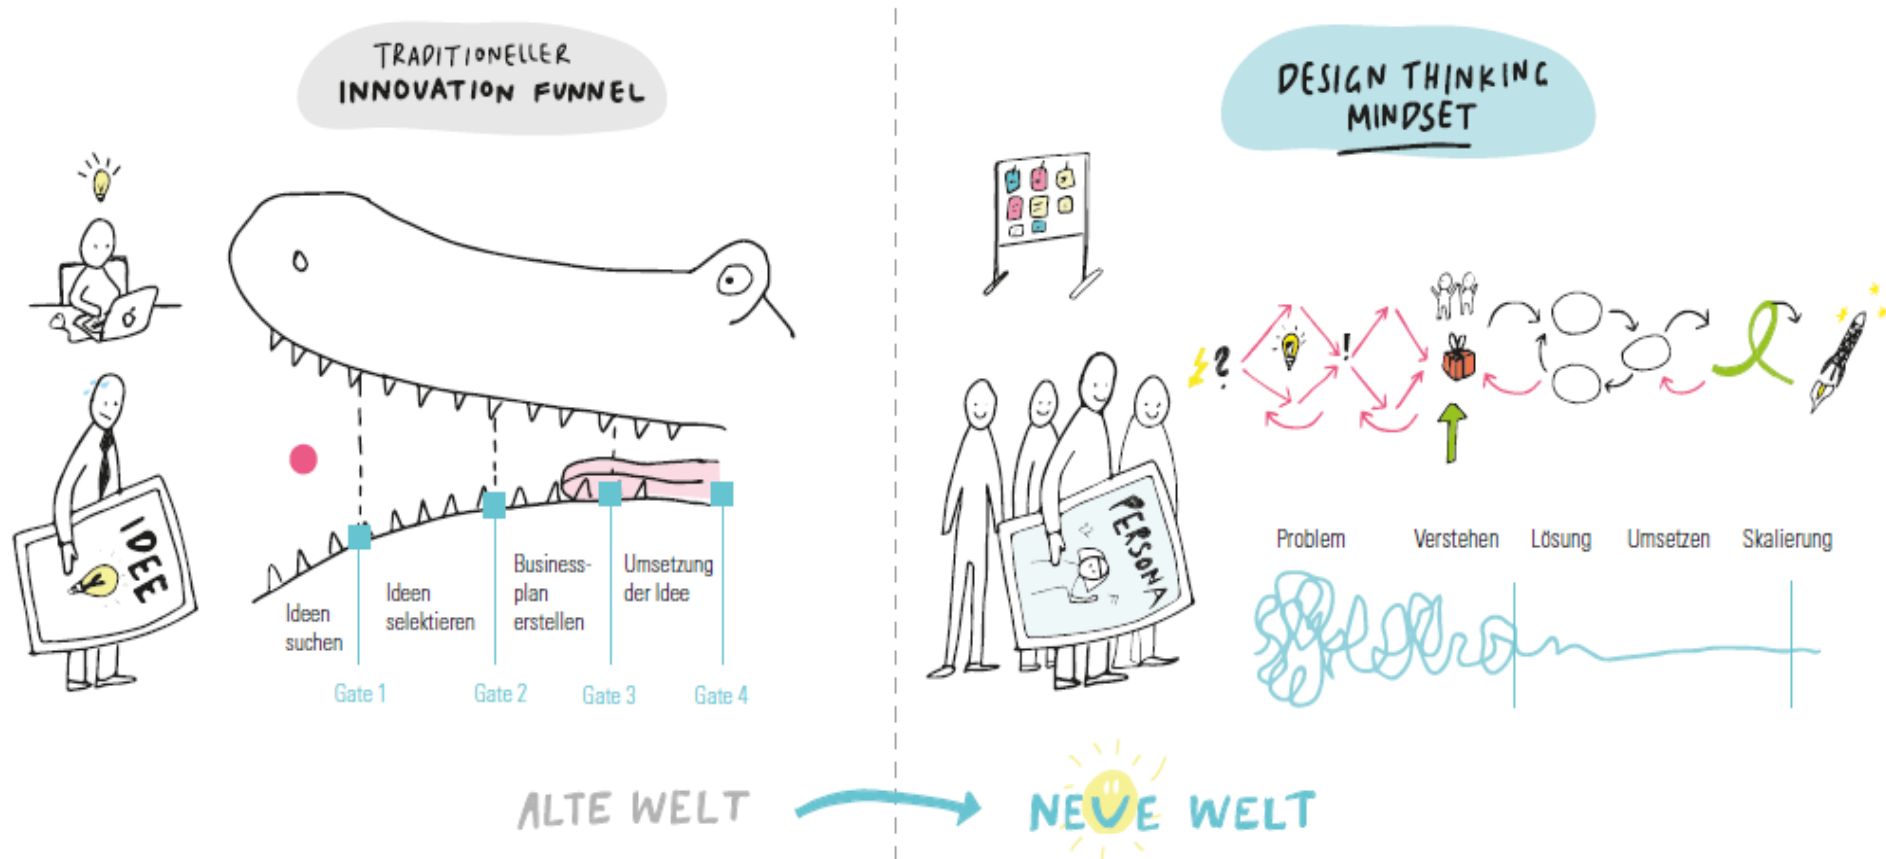 TRADITIONELLER
INNOVATION FUNNEL
IDEE
Ideen
suchen
Ideen
selektieren
Business-
plan
erstellen
Umsetzung
der Idee
Gate 1
Gate 2
Gate 3
Gate 4
ALTE WELT
DESIGN THINKING
MINDSET
?
!
PERSONA
Problem
Verstehen
Lösung
Umsetzen
Skalierung
NEUE WELT